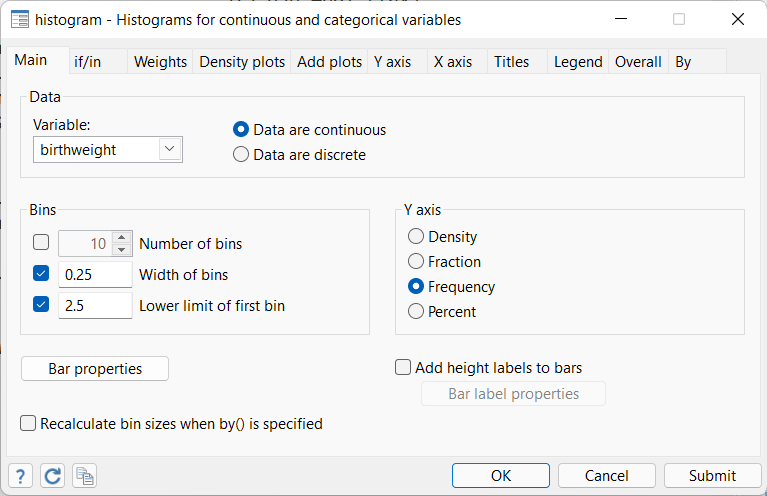 histogram - Histograms for continuous and categorical variables
Main if/in Weights Density plots Add plots Y axis X axis Titles Legend Overall By
Data
Variable:
birthweight
Data are continuous
Data are discrete
Bins
10 Number of bins
0.25 Width of bins
2.5 Lower limit of first bin
Y axis
Density
Fraction
Frequency
Percent
Bar properties
Add height labels to bars
Bar label properties
Recalculate bin sizes when by() is specified
? OK Cancel Submit